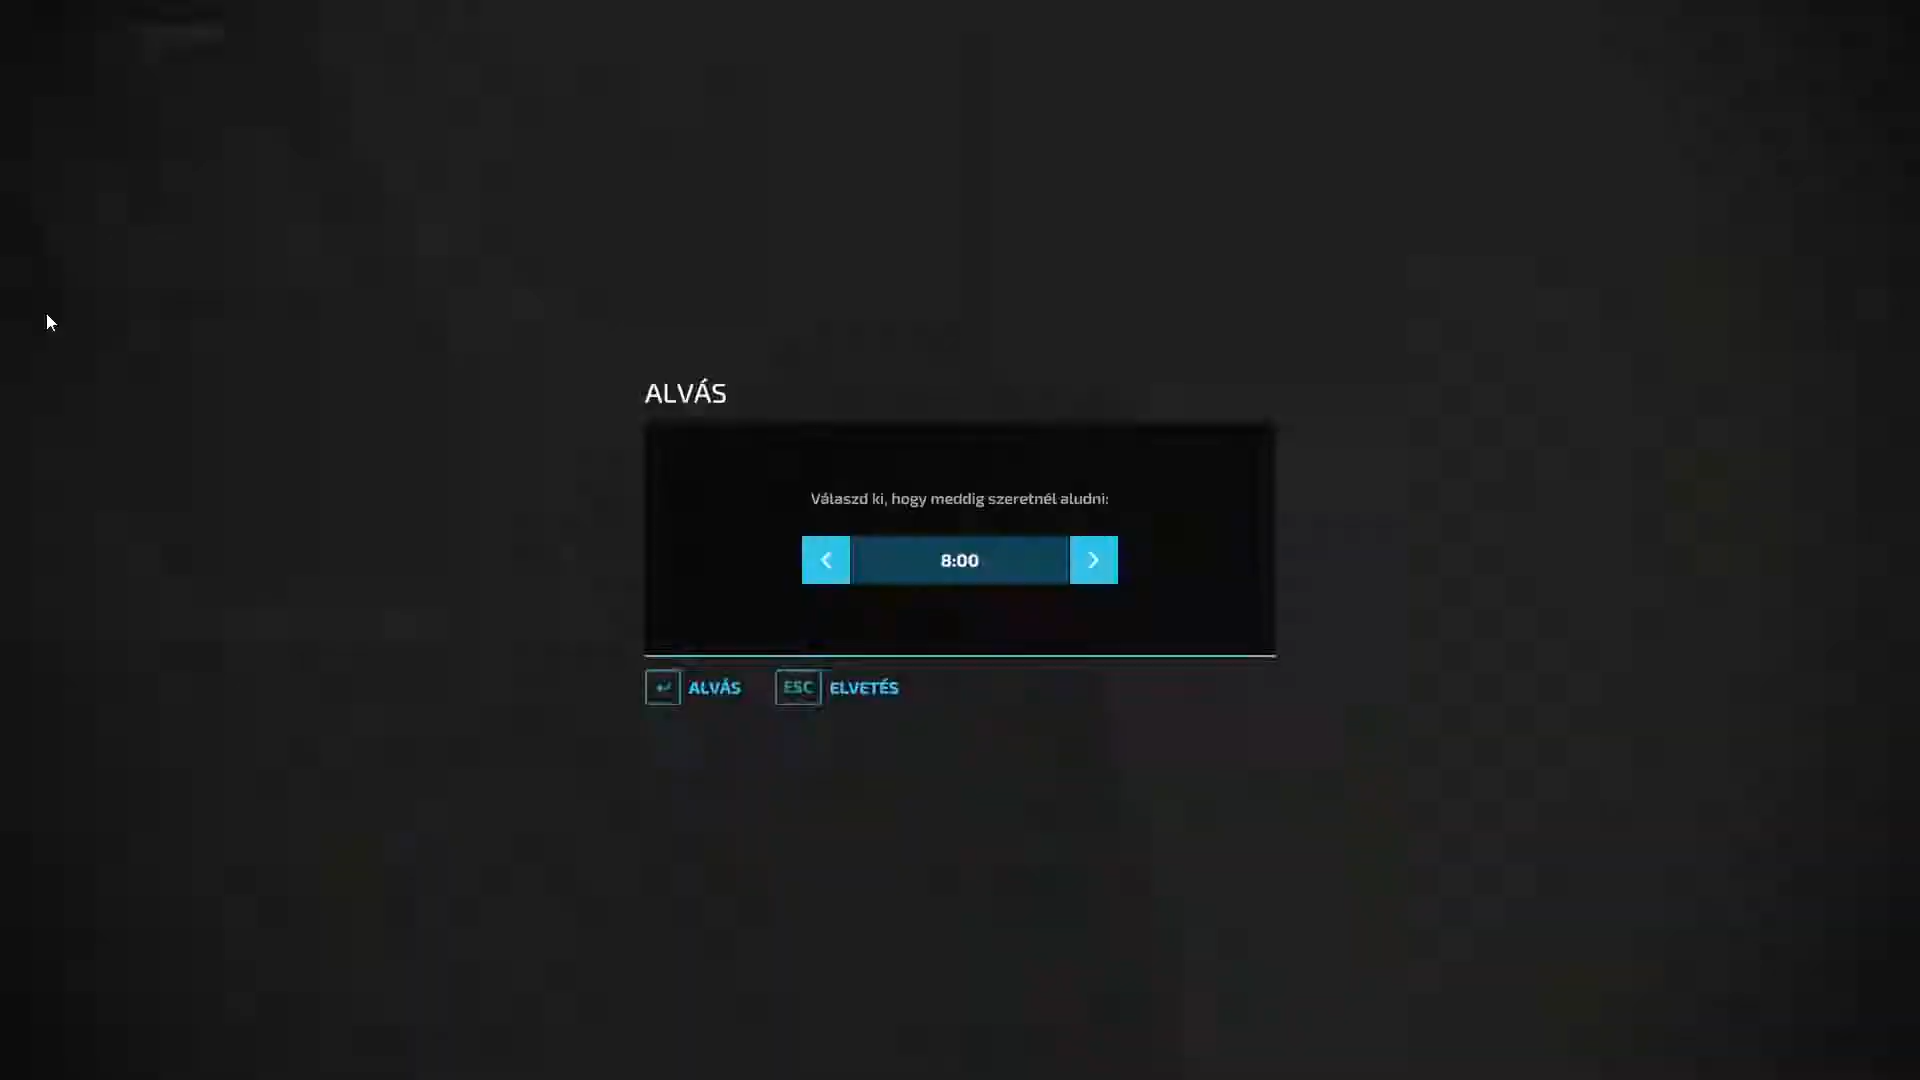 ALVÁS
Válaszd ki, hogy meddig szeretnél aludni:
8:00
ALVÁS ESC ELVETÉS